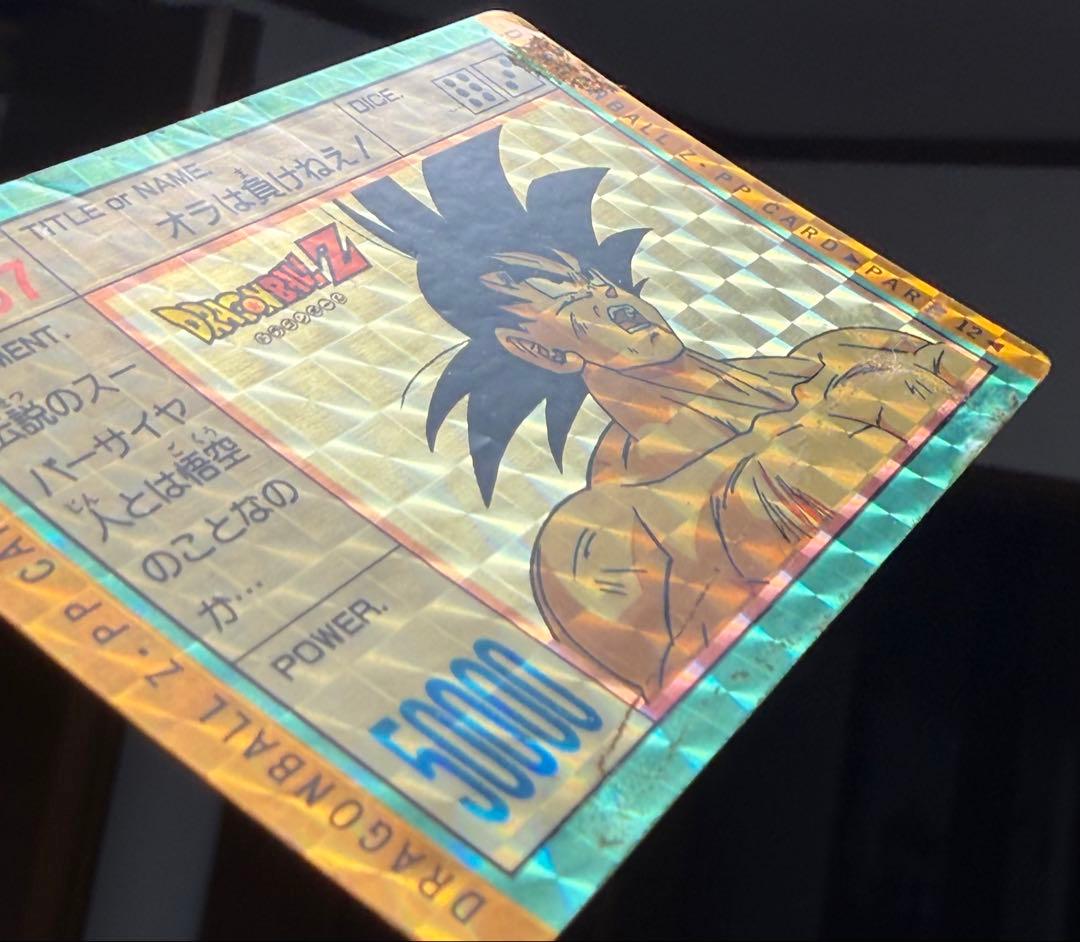 TITLE or NAME
オラは負けねえ!
DICE.
7
MENT.
説のスー
パーサイヤ
人とは悟空
のことなの
か…
DRAGON BALL Z
POWER.
5000
BALL Z・PP CARD▶PART 12◀
DRAGONBALL Z・PP CA